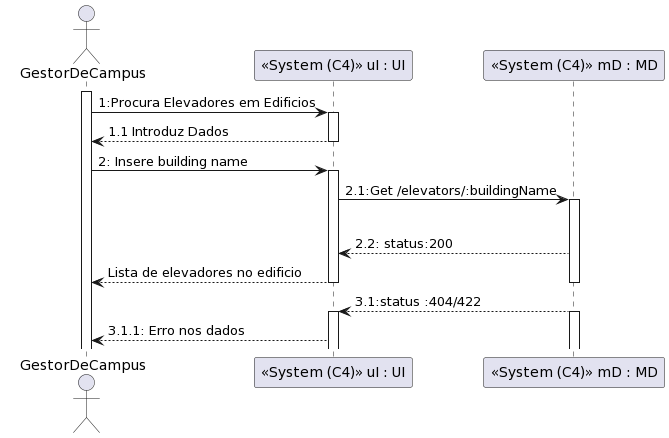 GestorDeCampus
«System (C4)» uI : UI
«System (C4)» mD : MD
1:Procura Elevadores em Edificios
1.1 Introduz Dados
2: Insere building name
2.1:Get /elevators/:buildingName
2.2: status:200
Lista de elevadores no edificio
3.1:status :404/422
3.1.1: Erro nos dados
GestorDeCampus
«System (C4)» uI : UI
«System (C4)» mD : MD